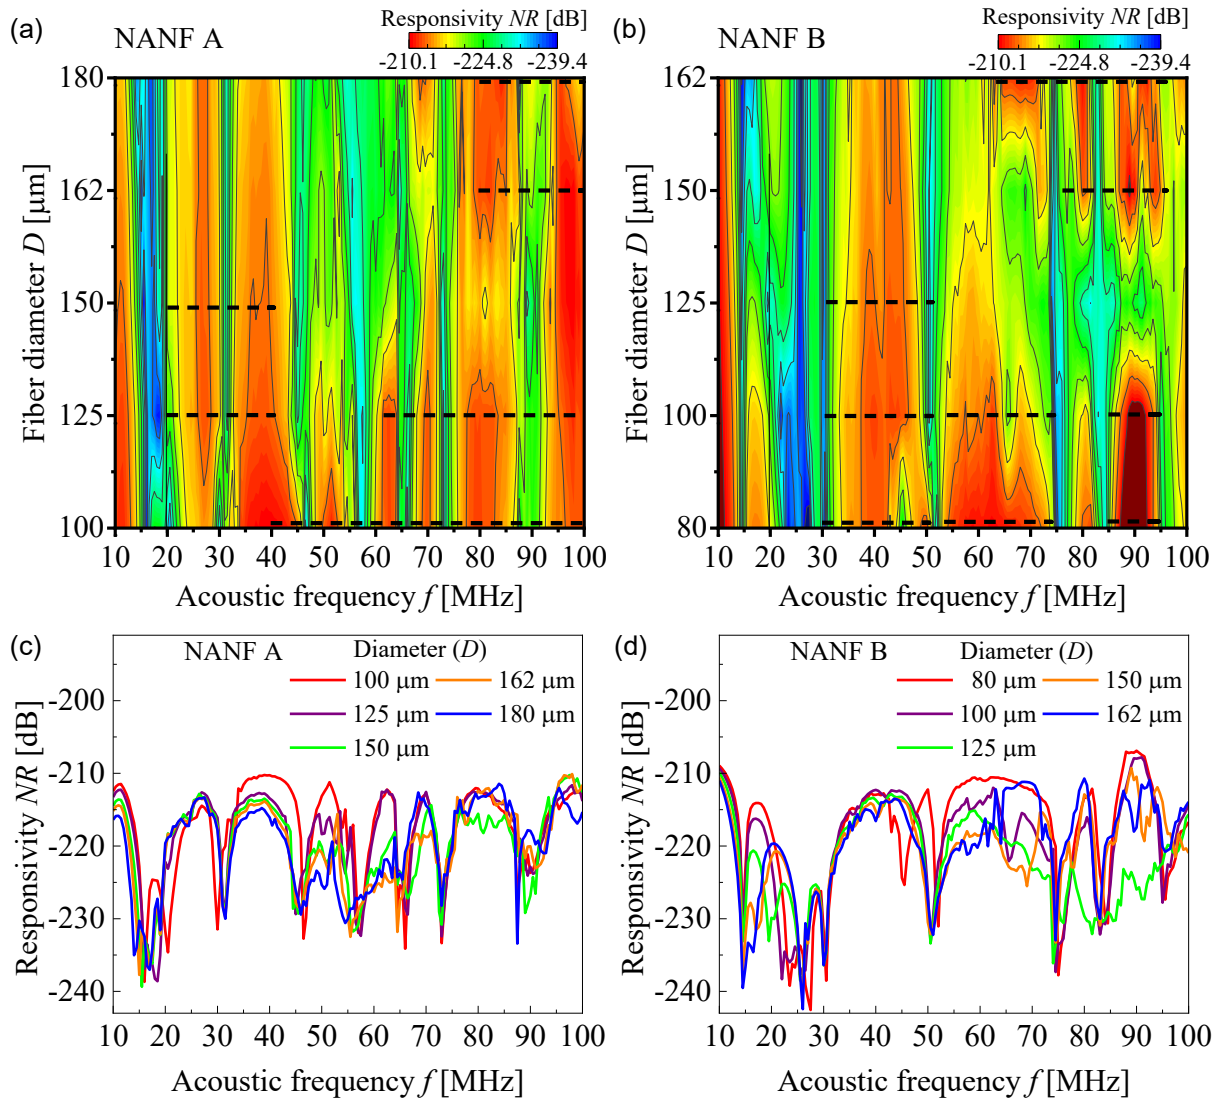 (a)
NANF A
Responsivity NR [dB]
-210.1 -224.8 -239.4
Fiber diameter D [μm]
180
162
150
125
100
10 20 30 40 50 60 70 80 90 100
Acoustic frequency f [MHz]
(b)
NANF B
Responsivity NR [dB]
-210.1 -224.8 -239.4
Fiber diameter D [μm]
162
150
125
100
80
10 20 30 40 50 60 70 80 90 100
Acoustic frequency f [MHz]
(c)
NANF A
Diameter (D)
100 μm 162 μm
125 μm 180 μm
150 μm
Responsivity NR [dB]
-200
-210
-220
-230
-240
10 20 30 40 50 60 70 80 90 100
Acoustic frequency f [MHz]
(d)
NANF B
Diameter (D)
80 μm 150 μm
100 μm 162 μm
125 μm
Responsivity NR [dB]
-200
-210
-220
-230
-240
10 20 30 40 50 60 70 80 90 100
Acoustic frequency f [MHz]